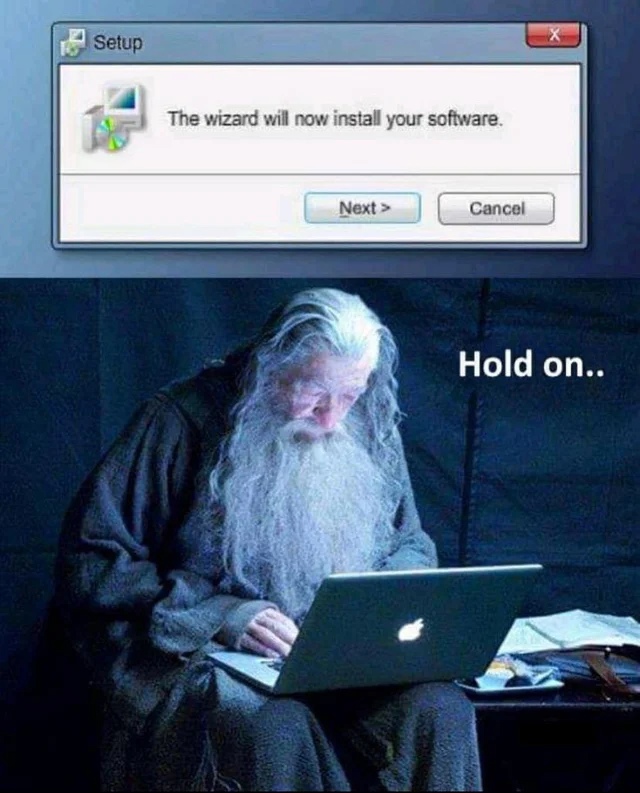 Setup
X
The wizard will now install your software.
Next >
Cancel
Hold on..